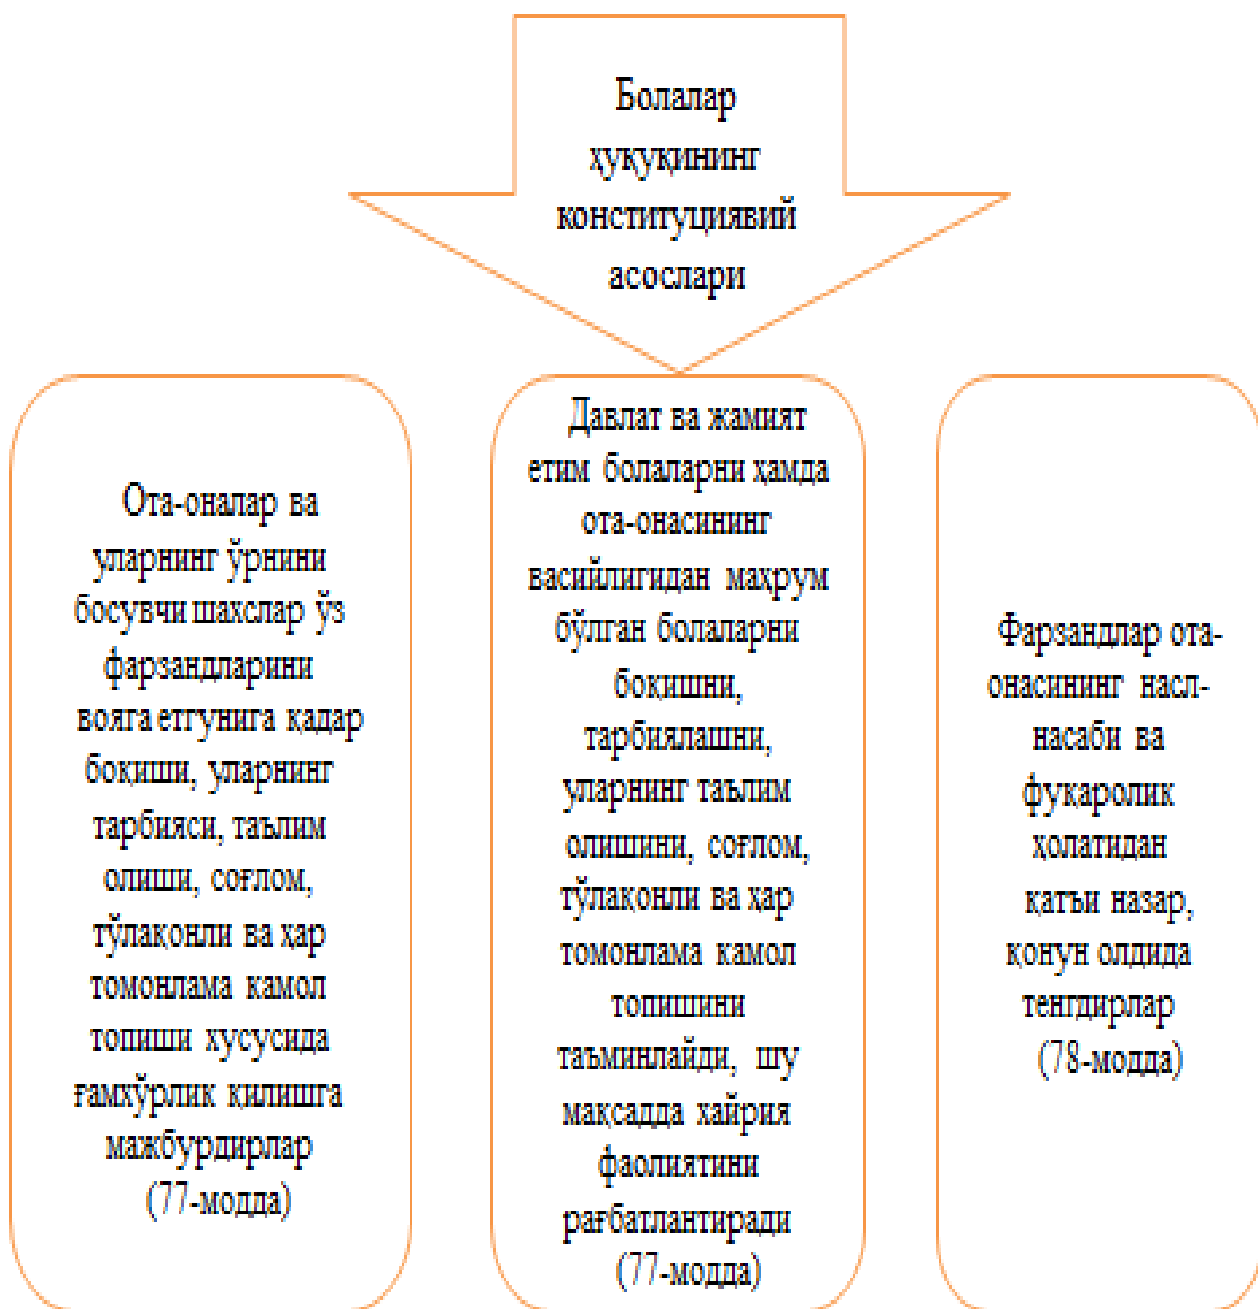 Болалар
ҳуқуқининг
конституциявий
асослари
Ота-оналар ва
уларнинг ўрнини
босувчи шахслар ўз
фарзандларини
вояга етгунига қадар
боқиши, уларнинг
тарбияси, таълим
олиши, соғлом,
тўлақонли ва ҳар
томонлама камол
топиши хусусида
ғамхўрлик қилишга
мажбурдирлар
(77-модда)
Давлат ва жамият
етим болаларни ҳамда
ота-онасининг
васийлигидан маҳрум
бўлган болаларни
боқишни,
тарбиялашни,
уларнинг таълим
олишини, соғлом,
тўлақонли ва ҳар
томонлама камол
топишини
таъминлайди, шу
мақсадда хайрия
фаолиятини
рағбатлантиради
(77-модда)
Фарзандлар ота-
онасининг насл-
насаби ва
фуқаролик
ҳолатидан
қатъи назар,
қонун олдида
тенгдирлар
(78-модда)